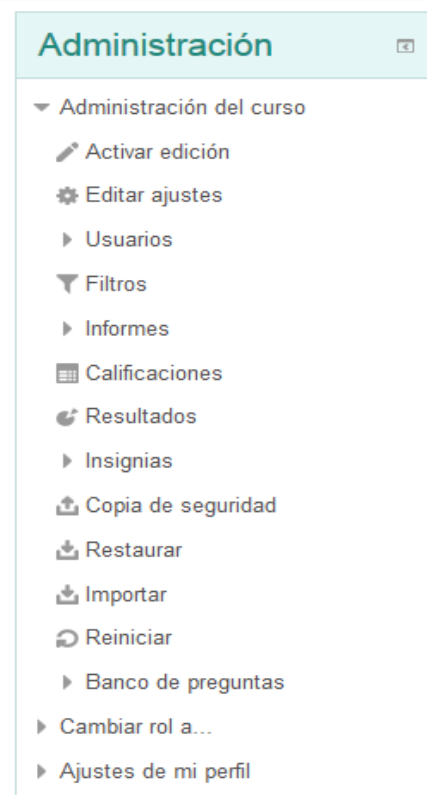 Administración
Administración del curso
Activar edición
Editar ajustes
Usuarios
Filtros
Informes
Calificaciones
Resultados
Insignias
Copia de seguridad
Restaurar
Importar
Reiniciar
Banco de preguntas
Cambiar rol a...
Ajustes de mi perfil